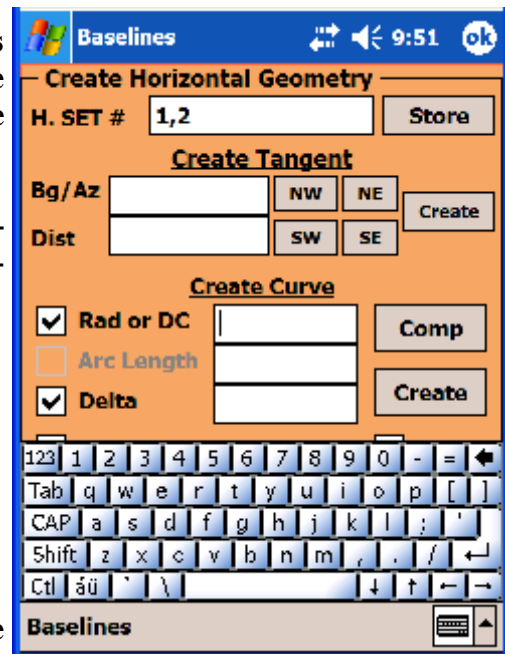 s
Baselines 9:51 ok
e
Create Horizontal Geometry
e
H. SET # 1,2 Store
Create Tangent
Bg/Az NW NE
Create
Dist SW SE
Create Curve
Rad or DC Comp
Arc Length
Delta Create
123 1 2 3 4 5 6 7 8 9 0 - =
Tab q w e r t y u i o p [ ]
CAP a s d f g h j k l ; '
Shift z x c v b n m , . /
Ctl áü ` \
e
Baselines